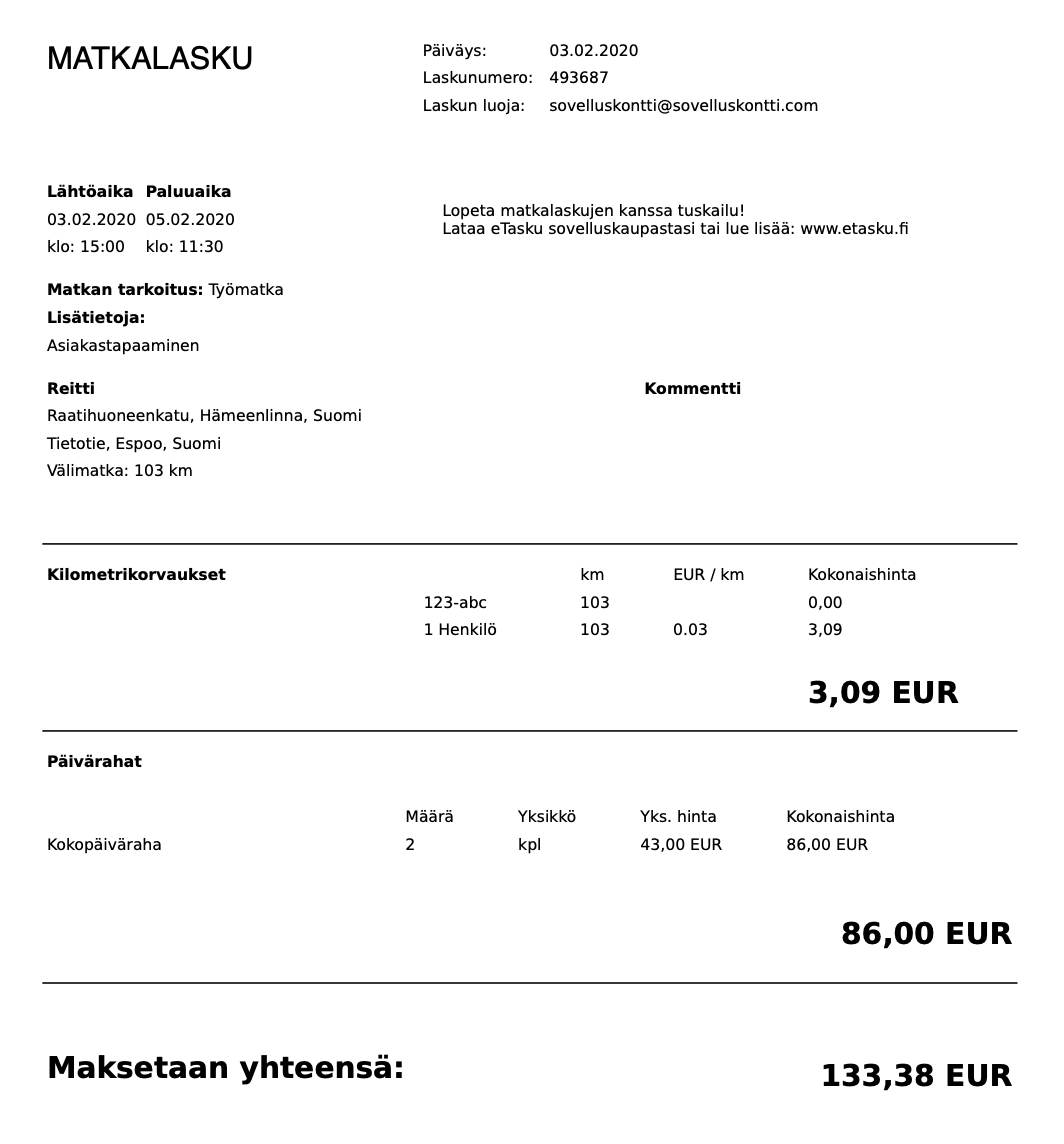 MATKALASKU
Päiväys: 03.02.2020
Laskunumero: 493687
Laskun luoja: sovelluskontti@sovelluskontti.com
Lähtöaika Paluuaika
03.02.2020 05.02.2020
klo: 15:00 klo: 11:30
Lopeta matkalaskujen kanssa tuskailu!
Lataa eTasku sovelluskaupastasi tai lue lisää: www.etasku.fi
Matkan tarkoitus: Työmatka
Lisätietoja:
Asiakastapaaminen
Reitti Kommentti
Raatihuoneenkatu, Hämeenlinna, Suomi
Tietotie, Espoo, Suomi
Välimatka: 103 km
Kilometrikorvaukset km EUR / km Kokonaishinta
123-abc 103 0,00
1 Henkilö 103 0.03 3,09
3,09 EUR
Päivärahat
Määrä Yksikkö Yks. hinta Kokonaishinta
Kokopäiväraha 2 kpl 43,00 EUR 86,00 EUR
86,00 EUR
Maksetaan yhteensä: 133,38 EUR